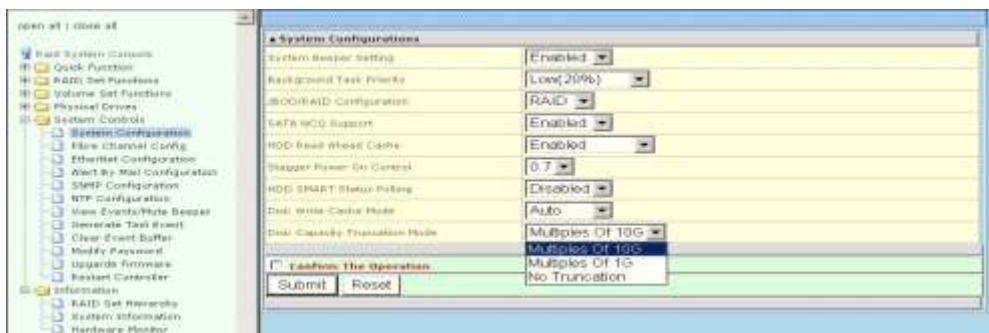 open all | close all
Raid System Console
Quick Function
RAID Set Functions
Volume Set Functions
Physical Drives
System Controls
System Configuration
Fibre Channel Config
EtherNet Configuration
Alert By Mail Configuration
SNMP Configuration
NTP Configuration
View Events/Mute Beeper
Generate Test Event
Clear Event Buffer
Modify Password
Upgrade Firmware
Restart Controller
Information
RAID Set Hierarchy
System Information
Hardware Monitor
System Configurations
System Beeper Setting Enabled
Background Task Priority Low(20%)
JBOD/RAID Configuration RAID
SATA NCQ Support Enabled
HDD Read Ahead Cache Enabled
Stagger Power On Control 0.7
HDD SMART Status Polling Disabled
Disk Write Cache Mode Auto
Disk Capacity Truncation Mode Multiples Of 10G
Multiples Of 10G
Multiples Of 1G
No Truncation
Confirm The Operation
Submit Reset